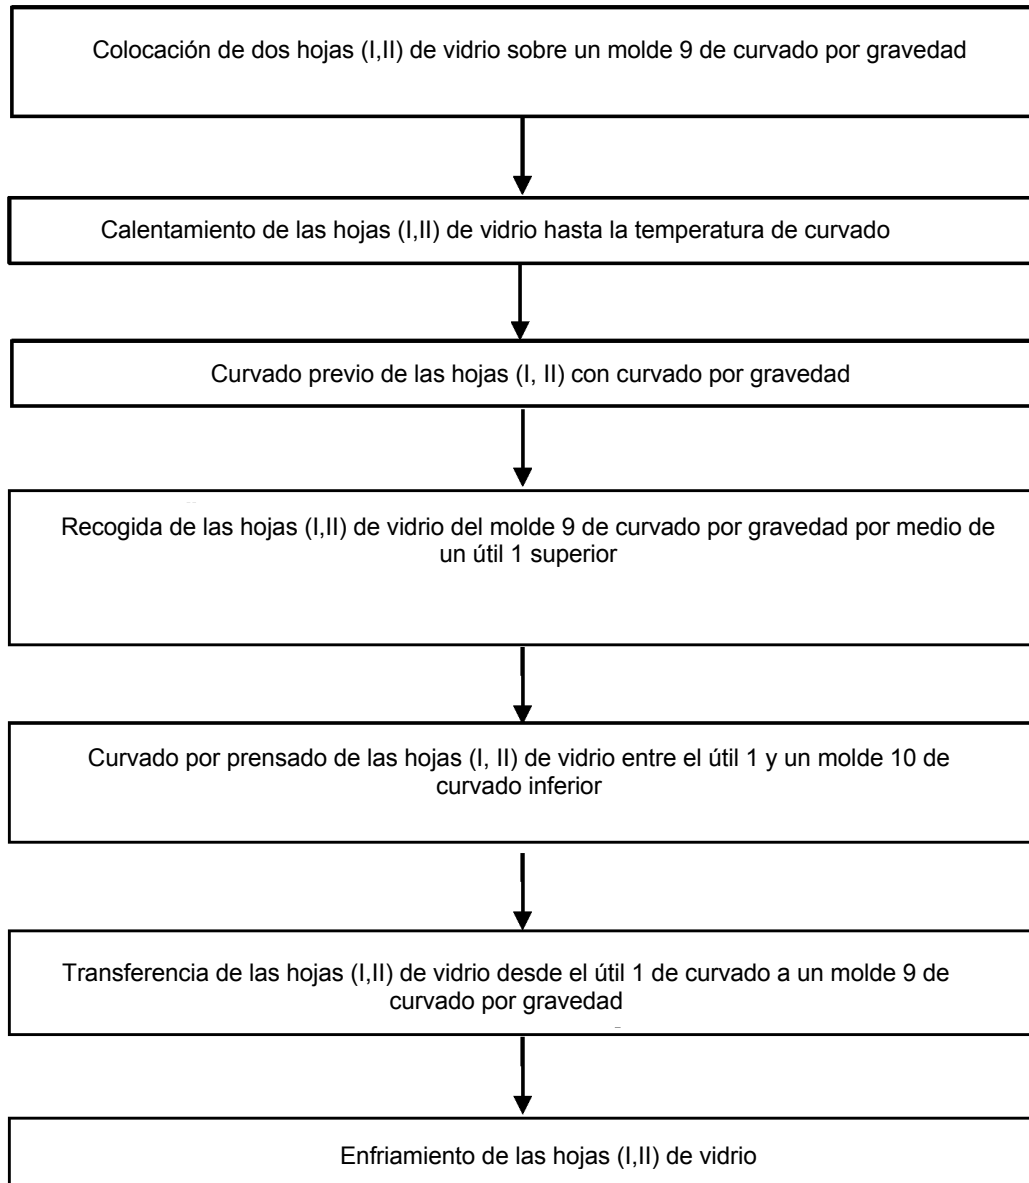 Colocación de dos hojas (I,II) de vidrio sobre un molde 9 de curvado por gravedad
Calentamiento de las hojas (I,II) de vidrio hasta la temperatura de curvado
Curvado previo de las hojas (I, II) con curvado por gravedad
Recogida de las hojas (I,II) de vidrio del molde 9 de curvado por gravedad por medio de
un útil 1 superior
Curvado por prensado de las hojas (I, II) de vidrio entre el útil 1 y un molde 10 de
curvado inferior
Transferencia de las hojas (I,II) de vidrio desde el útil 1 de curvado a un molde 9 de
curvado por gravedad
Enfriamiento de las hojas (I,II) de vidrio